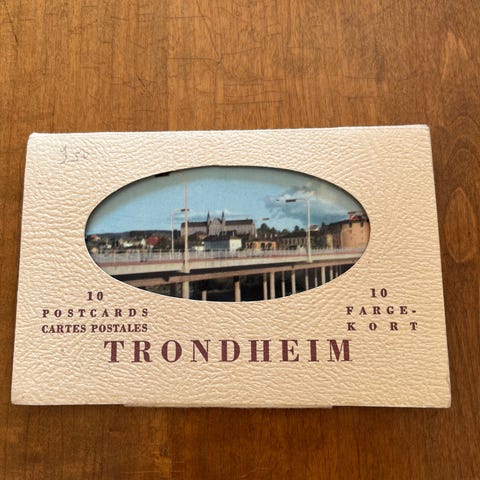 10
POSTCARDS
CARTES POSTALES
10
FARGE-
KORT
TRONDHEIM